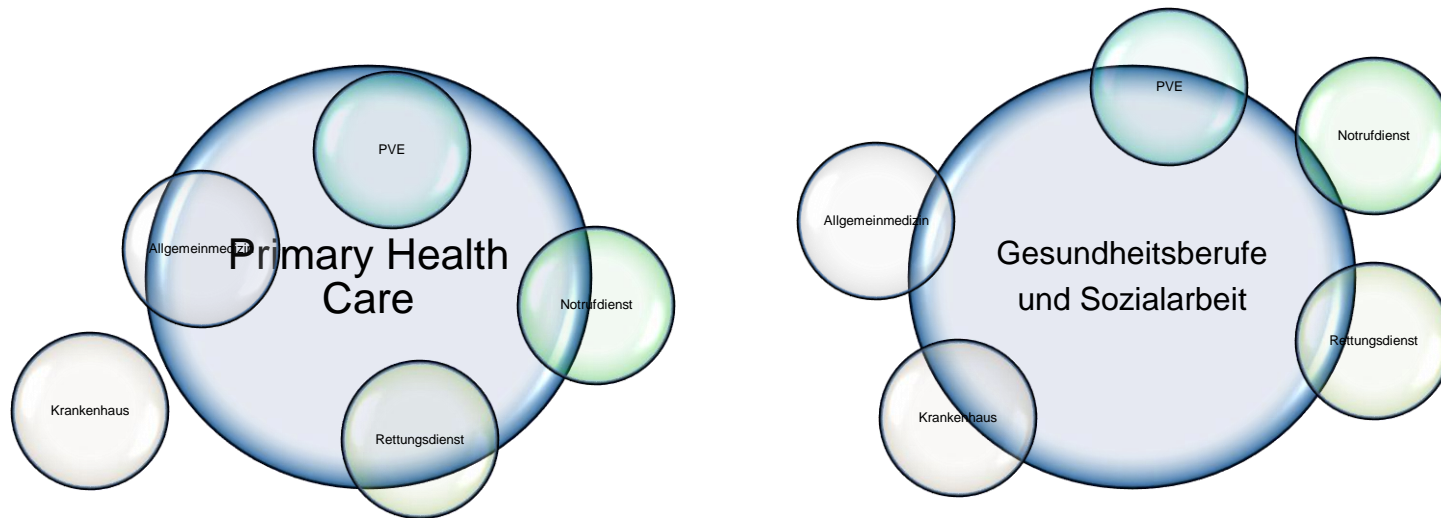 PVE
Allgemeinmedizin
Primary Health
Care
Notrufdienst
Krankenhaus
Rettungsdienst
PVE
Notrufdienst
Allgemeinmedizin
Gesundheitsberufe
und Sozialarbeit
Rettungsdienst
Krankenhaus